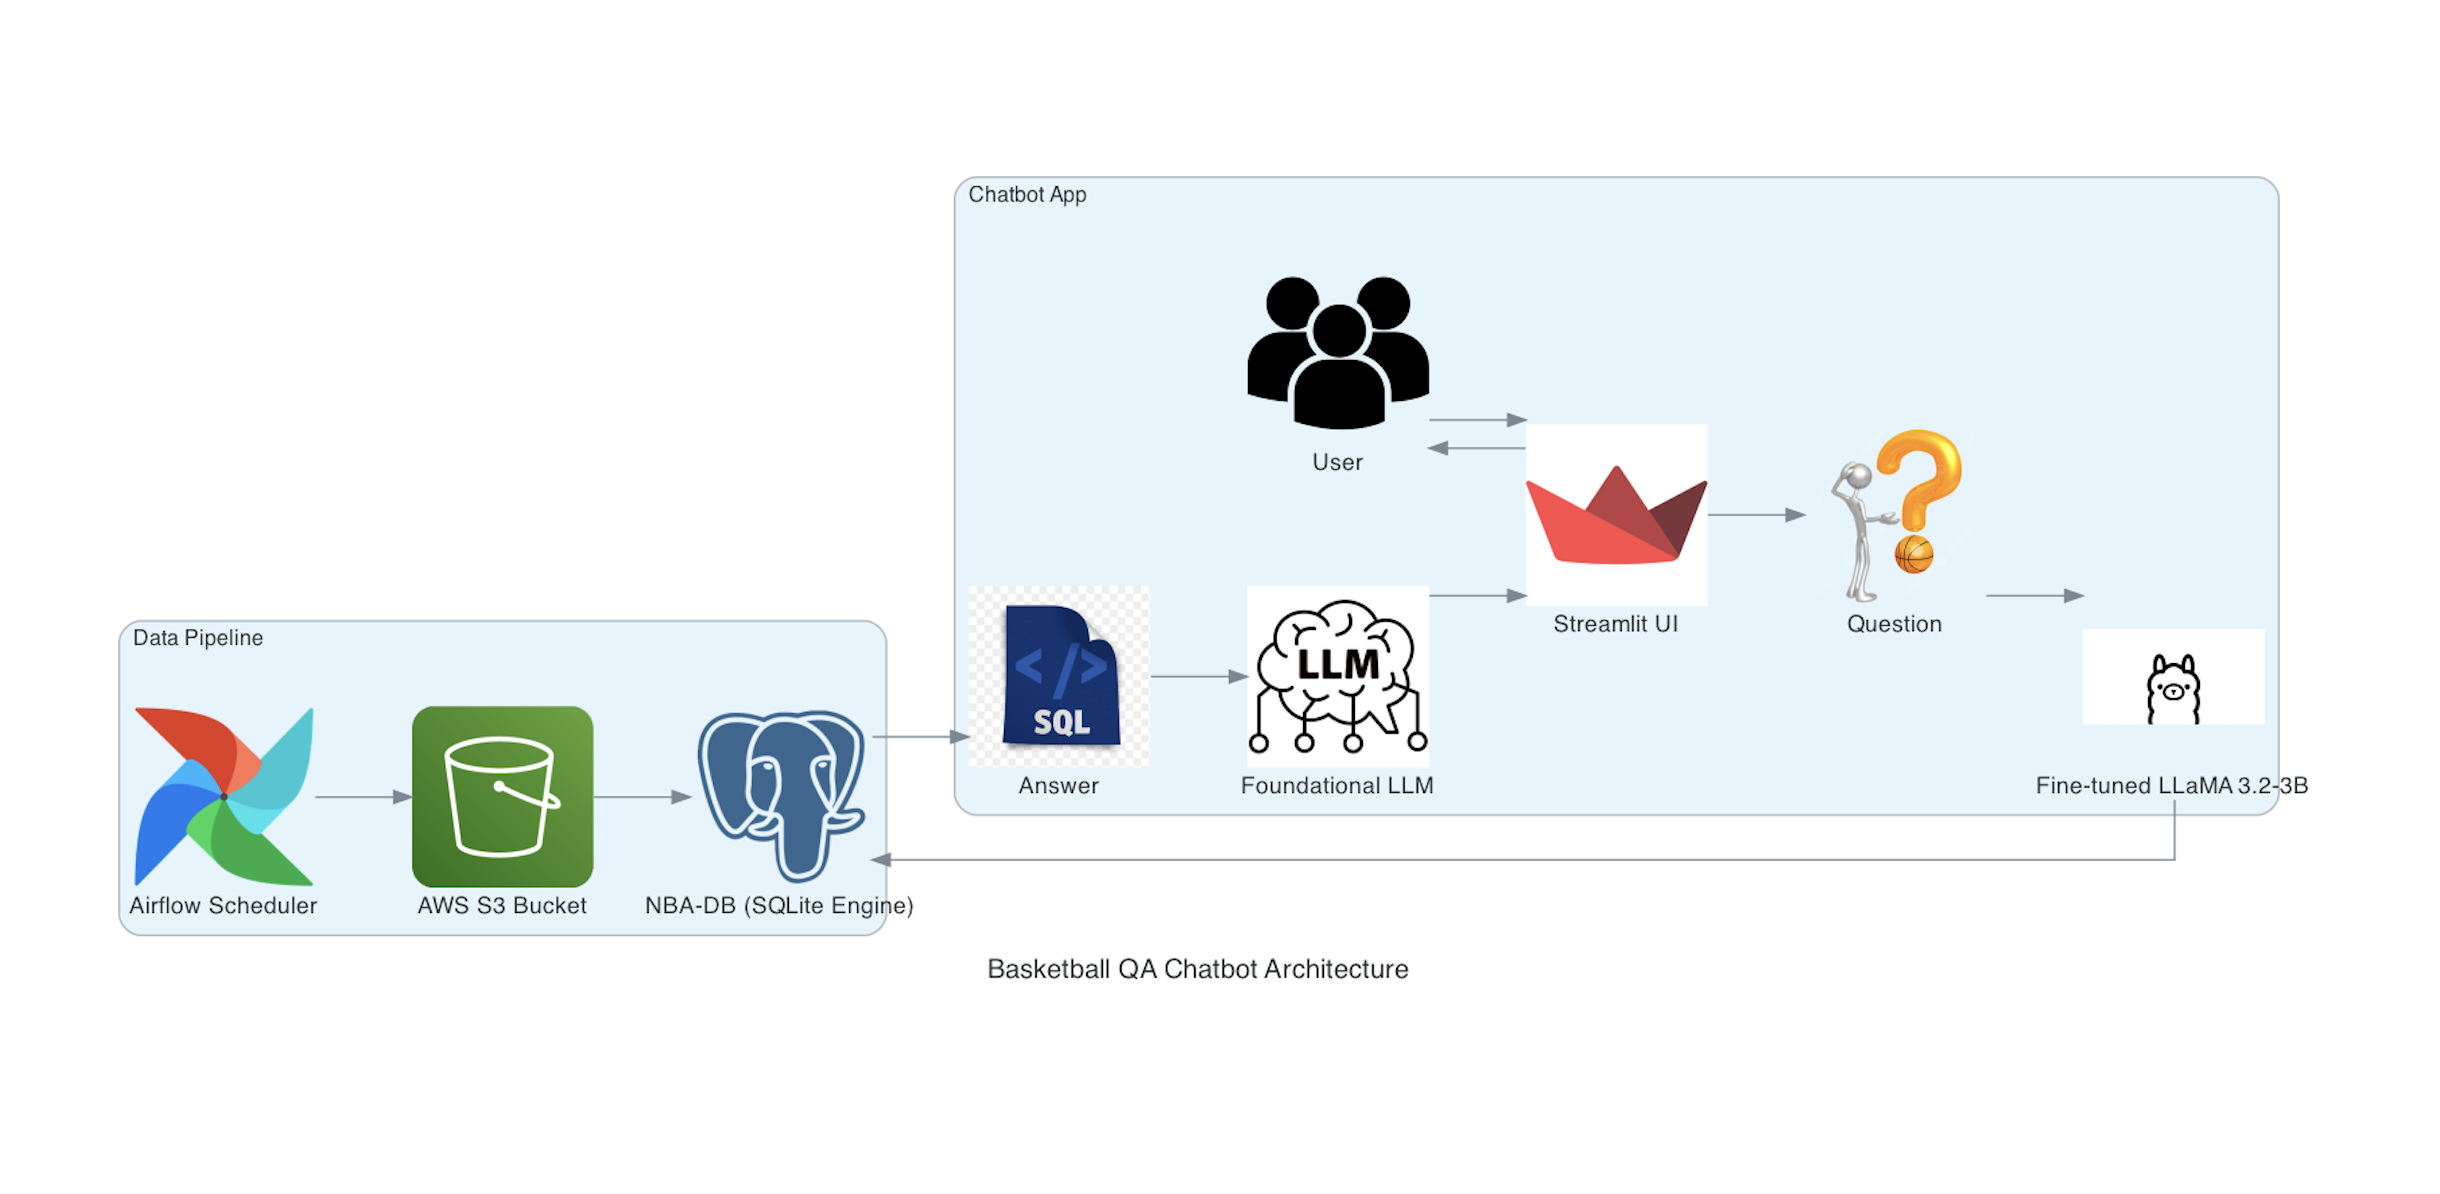 Chatbot App
User
Streamlit UI
Question
</>
SQL
Answer
LLM
Foundational LLM
Fine-tuned LLaMA 3.2-3B
Data Pipeline
Airflow Scheduler
AWS S3 Bucket
NBA-DB (SQLite Engine)
Basketball QA Chatbot Architecture